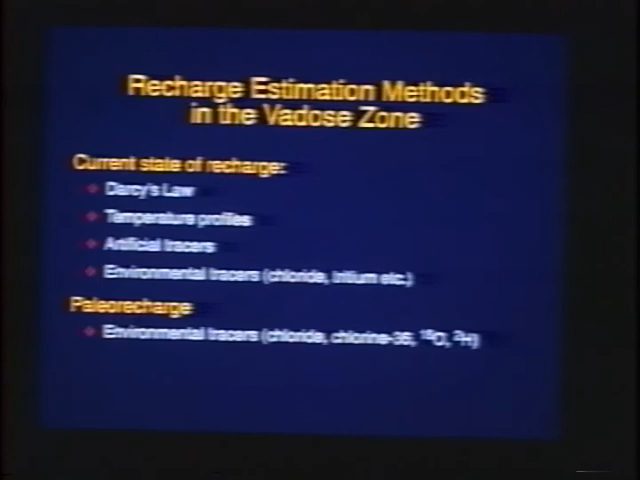 Recharge Estimation Methods
in the Vadose Zone
Current state of recharge:
Darcy's Law
Temperature profiles
Artificial tracers
Environmental tracers (chloride, tritium etc.)
Paleorecharge
Environmental tracers (chloride, chlorine-36, ¹⁸O, ²H)